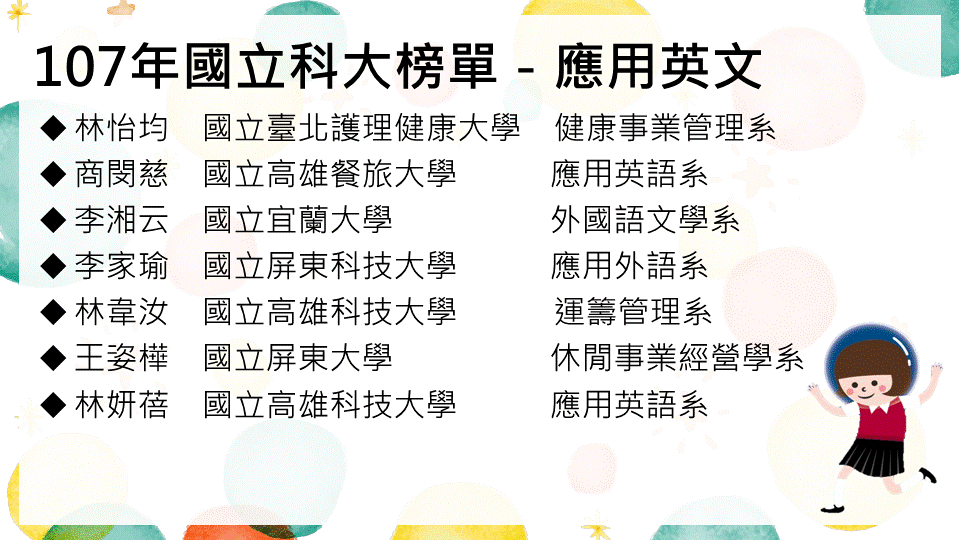 107年國立科大榜單 - 應用英文
◆ 林怡均 國立臺北護理健康大學 健康事業管理系
◆ 商閔慈 國立高雄餐旅大學 應用英語系
◆ 李湘云 國立宜蘭大學 外國語文學系
◆ 李家瑜 國立屏東科技大學 應用外語系
◆ 林韋汝 國立高雄科技大學 運籌管理系
◆ 王姿樺 國立屏東大學 休閒事業經營學系
◆ 林妍蓓 國立高雄科技大學 應用英語系